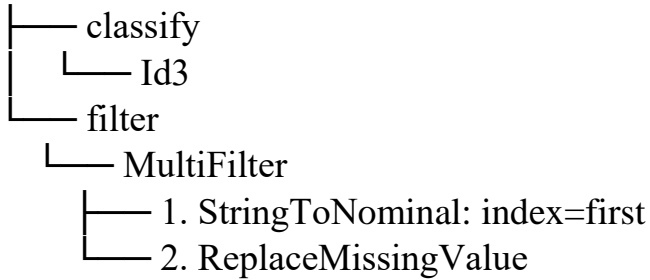 classify
Id3
filter
MultiFilter
1. StringToNominal: index=first
2. ReplaceMissingValue